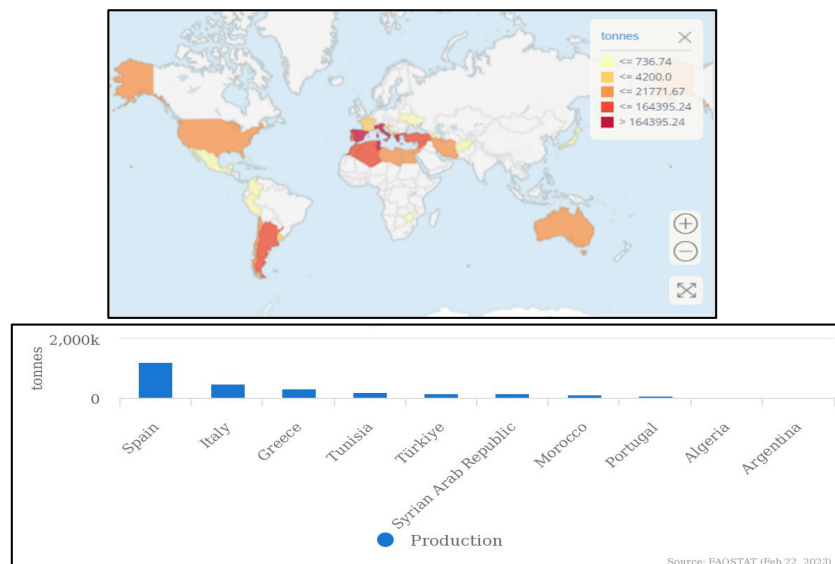 tonnes
<= 736.74
<= 4200.0
<= 21771.67
<= 164395.24
> 164395.24
2,000k
tonnes
0
Spain
Italy
Greece
Tunisia
Türkiye
Syrian Arab Republic
Morocco
Portugal
Algeria
Argentina
Production
Source: FAOSTAT (Feb 22, 2023)